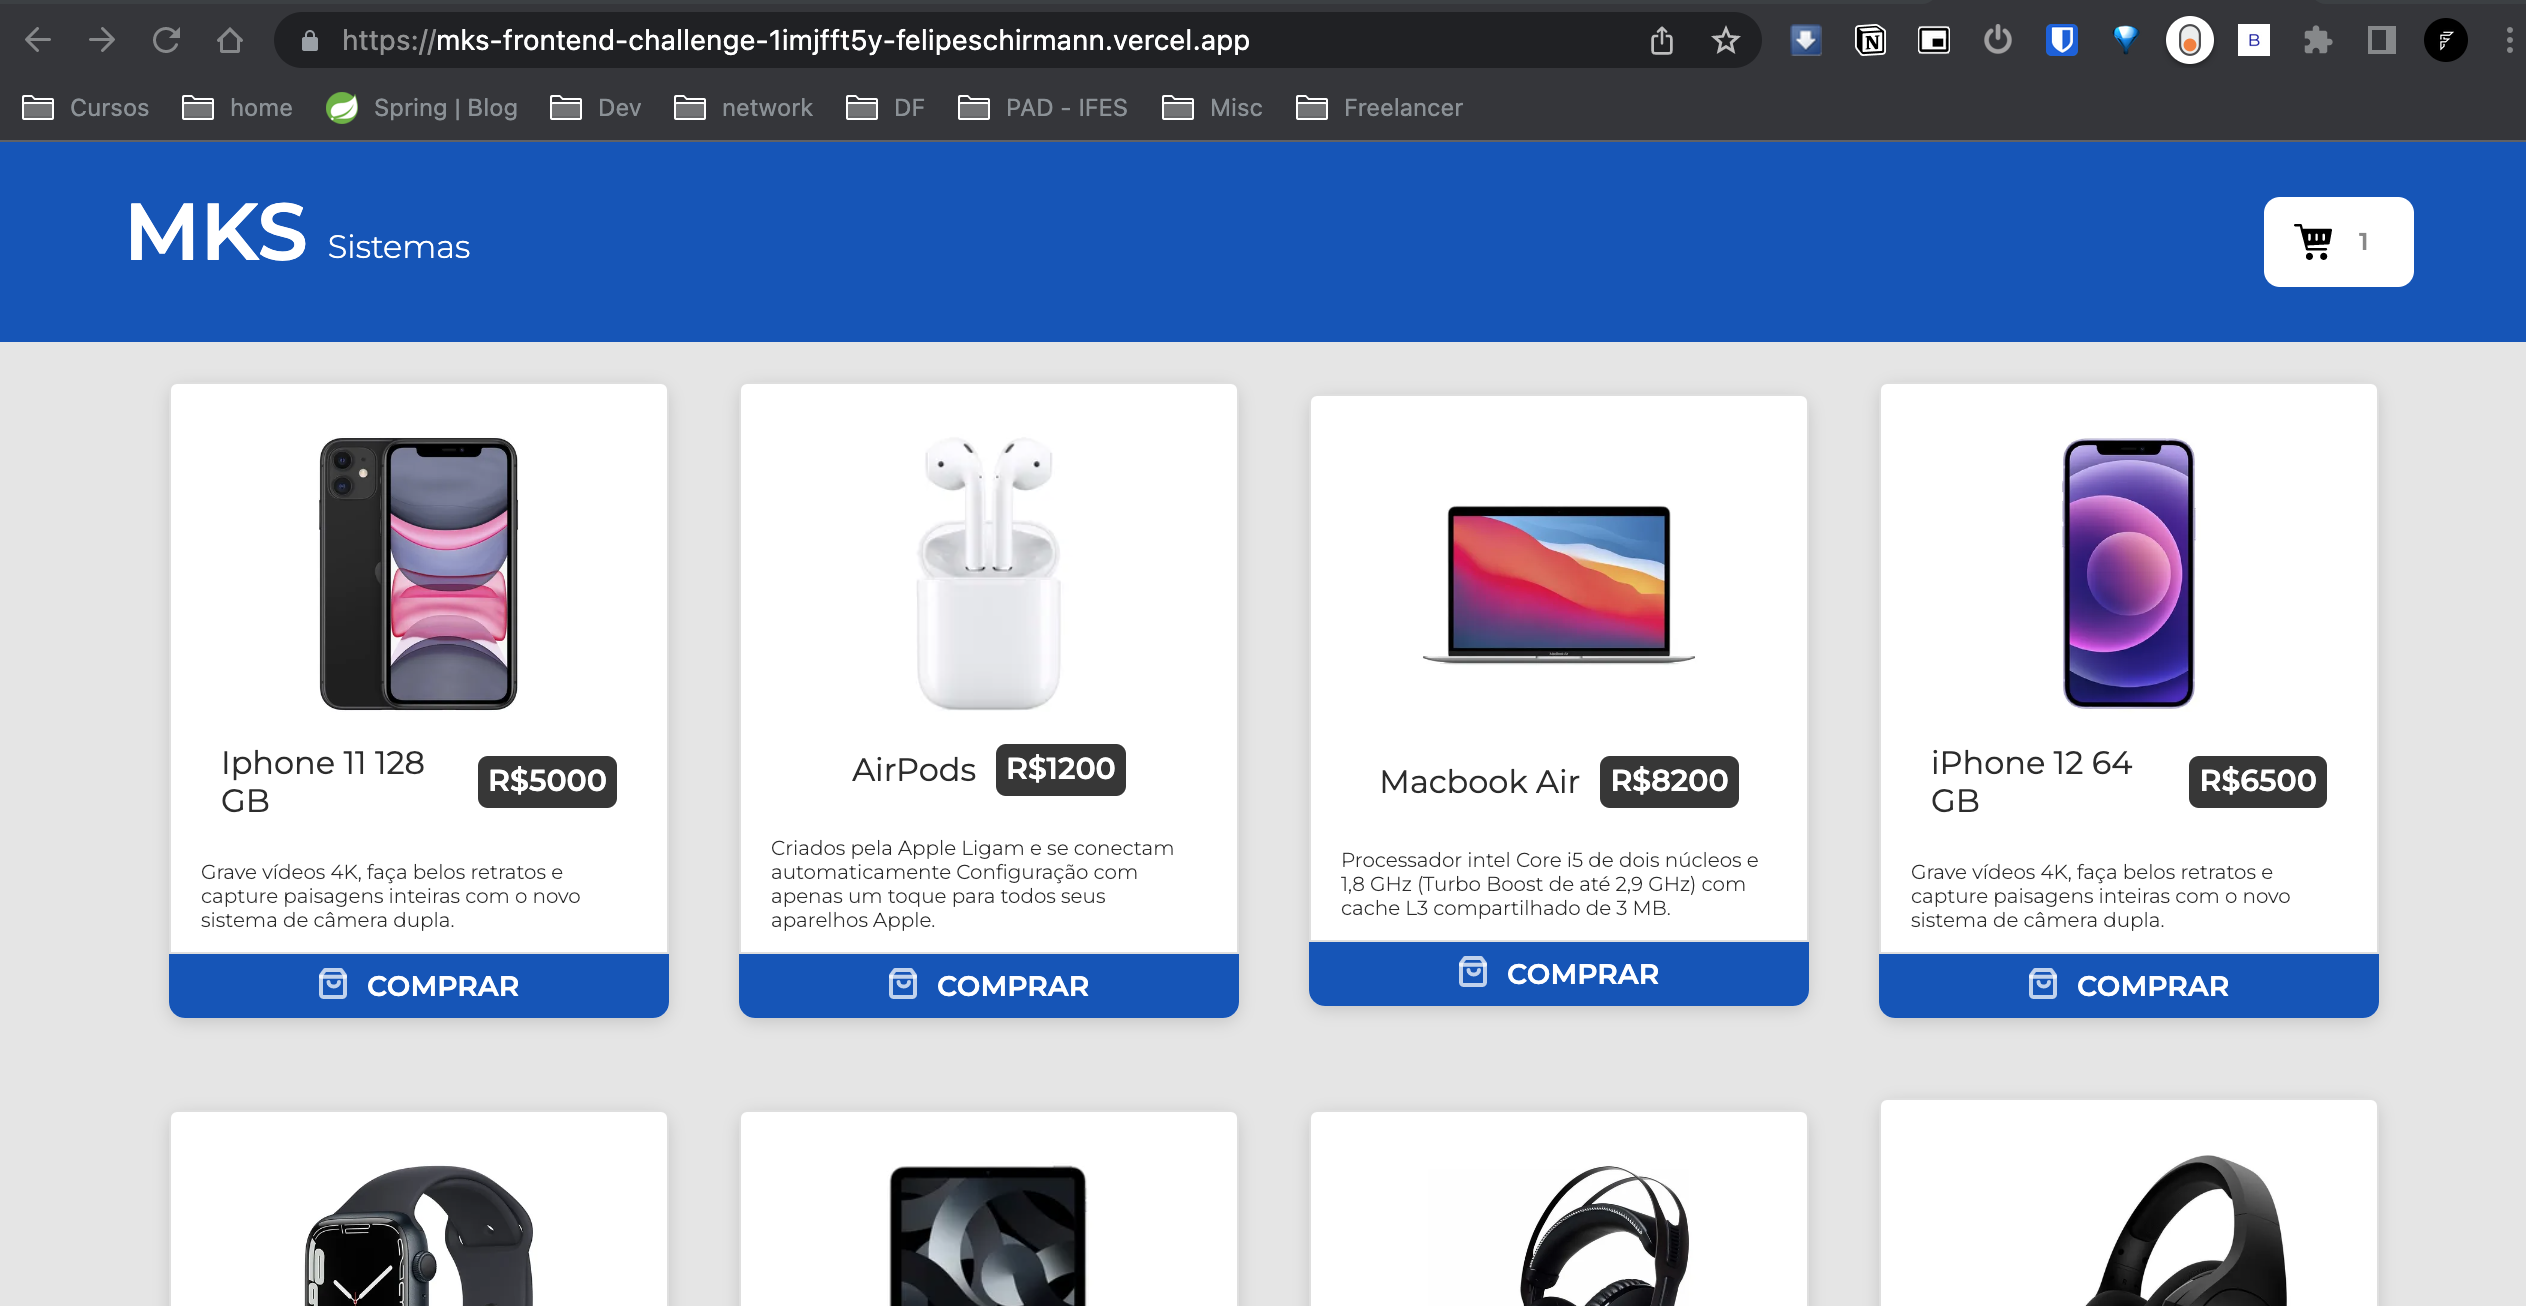 https://mks-frontend-challenge-1imjfft5y-felipeschirmann.vercel.app
N
B
Cursos home Spring | Blog Dev network DF PAD - IFES Misc Freelancer
MKS Sistemas
1
Iphone 11 128
GB
R$5000
Grave vídeos 4K, faça belos retratos e
capture paisagens inteiras com o novo
sistema de câmera dupla.
COMPRAR
AirPods R$1200
Criados pela Apple Ligam e se conectam
automaticamente Configuração com
apenas um toque para todos seus
aparelhos Apple.
COMPRAR
Macbook Air R$8200
Processador intel Core i5 de dois núcleos e
1,8 GHz (Turbo Boost de até 2,9 GHz) com
cache L3 compartilhado de 3 MB.
COMPRAR
iPhone 12 64
GB
R$6500
Grave vídeos 4K, faça belos retratos e
capture paisagens inteiras com o novo
sistema de câmera dupla.
COMPRAR